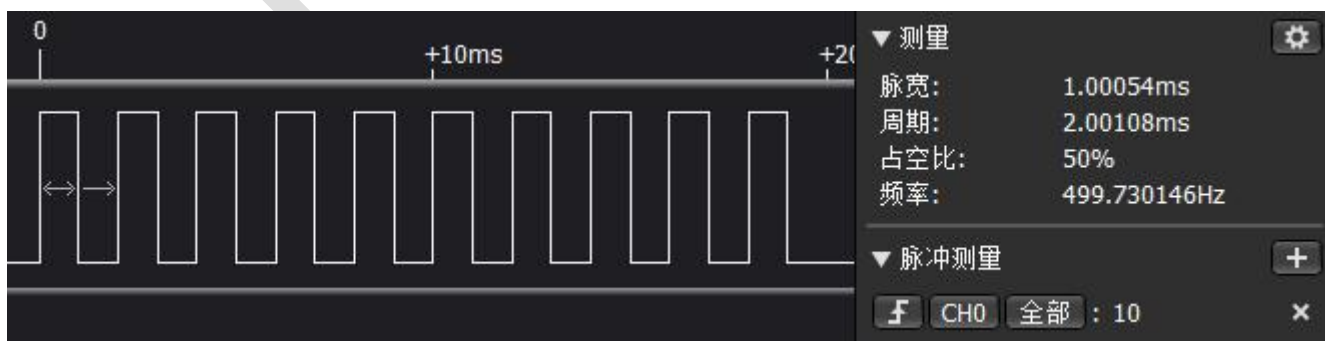 0
+10ms
+20
▼ 测量
脉宽: 1.00054ms
周期: 2.00108ms
占空比: 50%
频率: 499.730146Hz
▼ 脉冲测量 +
CH0 全部 : 10 ×